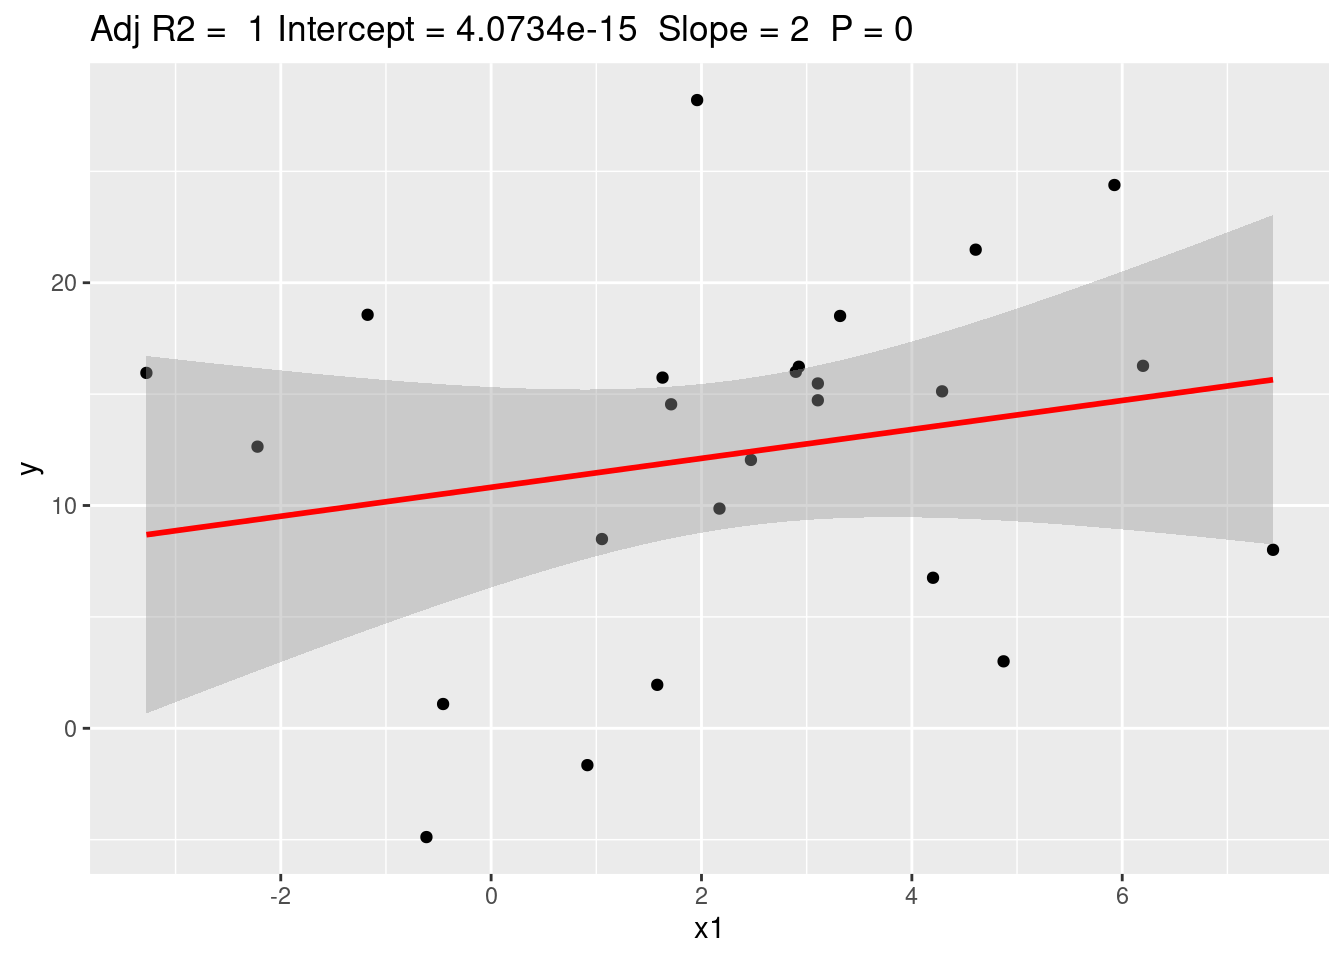 Adj R2 =  1 Intercept = 4.0734e-15  Slope = 2  P = 0
20
10
0
y
-2 0 2 4 6
x1